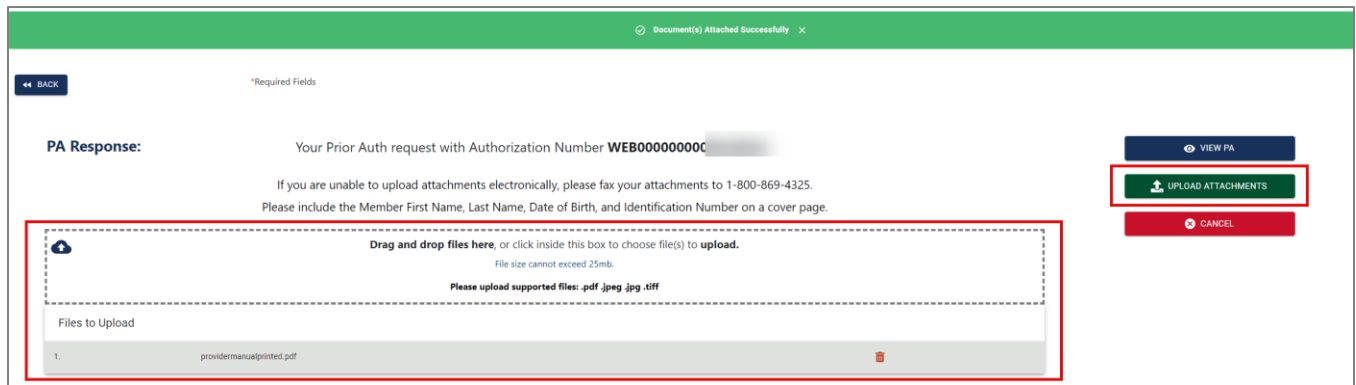 Document(s) Attached Successfully ×
BACK
*Required Fields
PA Response:
Your Prior Auth request with Authorization Number WEB000000000
VIEW PA
If you are unable to upload attachments electronically, please fax your attachments to 1-800-869-4325.
UPLOAD ATTACHMENTS
Please include the Member First Name, Last Name, Date of Birth, and Identification Number on a cover page.
CANCEL
Drag and drop files here, or click inside this box to choose file(s) to upload.
File size cannot exceed 25mb.
Please upload supported files: .pdf .jpeg .jpg .tiff
Files to Upload
1. providermanualprinted.pdf